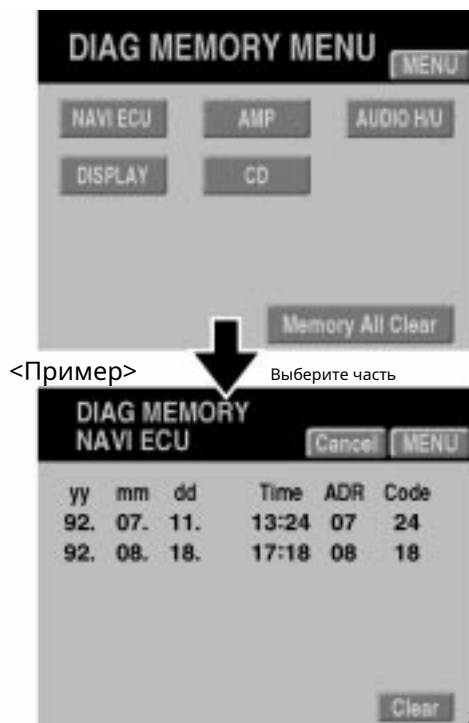 DIAG MEMORY MENU
MENU
NAVI ECU AMP AUDIO H/U
DISPLAY CD
Memory All Clear
<Пример>
Выберите часть
DIAG MEMORY
NAVI ECU
Cancel MENU
yy mm dd Time ADR Code
92. 07. 11. 13:24 07 24
92. 08. 18. 17:18 08 18
Clear